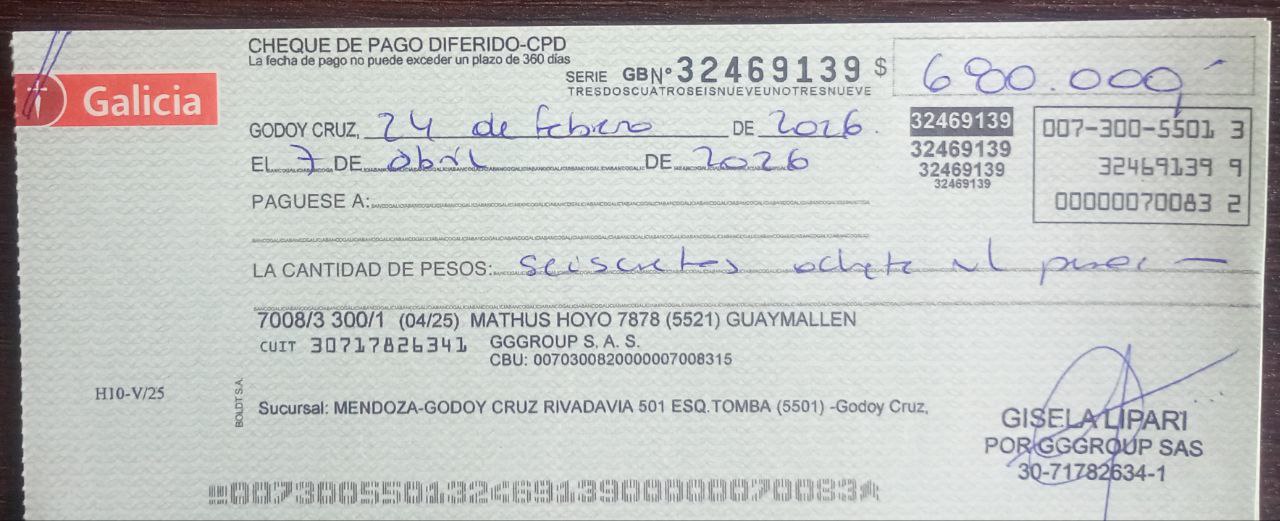 CHEQUE DE PAGO DIFERIDO-CPD
La fecha de pago no puede exceder un plazo de 360 días
SERIE GB Nº 32469139 $ 680.000,-
TRESDOSCUATROSEISNUEVEUNOTRESNUEVE
Galicia
GODOY CRUZ, 24 de febrero DE 2026.
EL 7 DE abril DE 2026
32469139
32469139
32469139
32469139
007-300-5501 3
32469139 9
00000070083 2
PAGUESE A:
LA CANTIDAD DE PESOS: seiscientos ochenta mil pesos —
7008/3 300/1 (04/25) MATHUS HOYO 7878 (5521) GUAYMALLEN
CUIT 30717826341 GGGROUP S. A. S.
CBU: 0070300820000007008315
H10-V/25
BOLDT S.A.
Sucursal: MENDOZA-GODOY CRUZ RIVADAVIA 501 ESQ.TOMBA (5501) -Godoy Cruz,
GISELA LIPARI
POR GGGROUP SAS
30-71782634-1